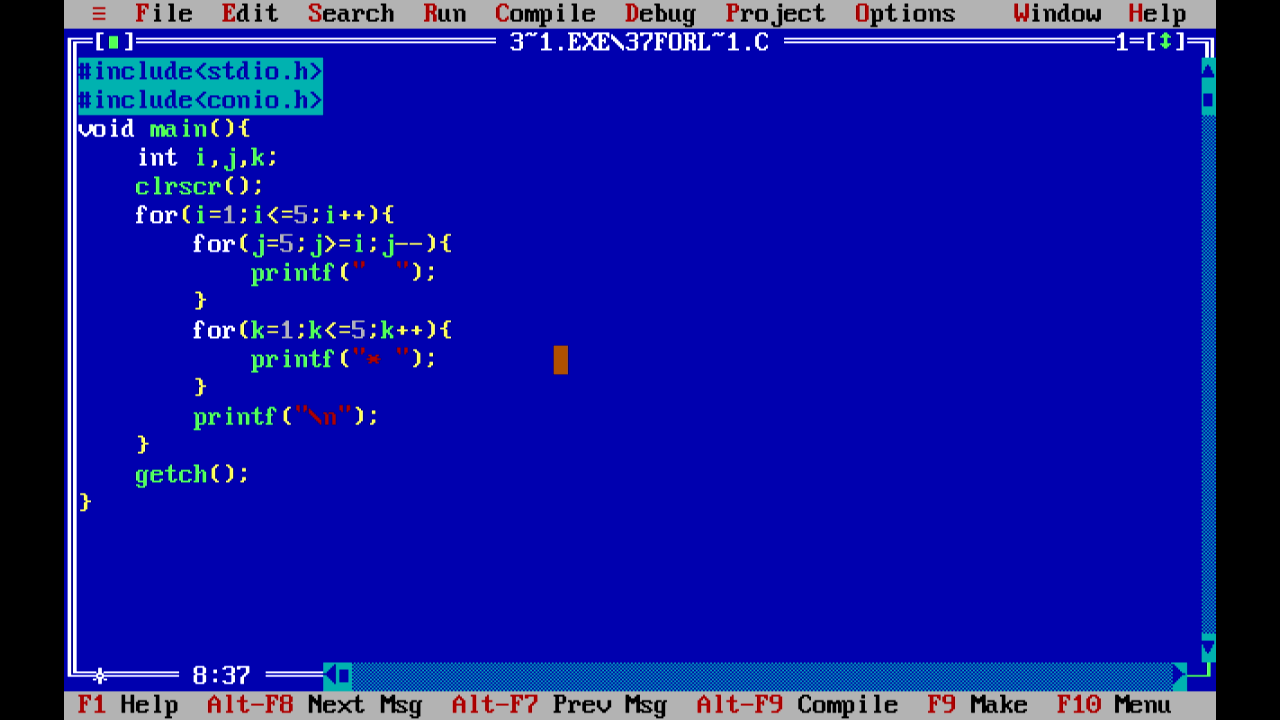 ≡ File Edit Search Run Compile Debug Project Options Window Help
[■] 3~1.EXE\37FORL~1.C 1=[↕]
#include<stdio.h>
#include<conio.h>
void main(){
    int i,j,k;
    clrscr();
    for(i=1;i<=5;i++){
        for(j=5;j>=i;j--){
            printf("  ");
        }
        for(k=1;k<=5;k++){
            printf("* ");
        }
        printf("\n");
    }
    getch();
}
8:37
F1 Help Alt-F8 Next Msg Alt-F7 Prev Msg Alt-F9 Compile F9 Make F10 Menu